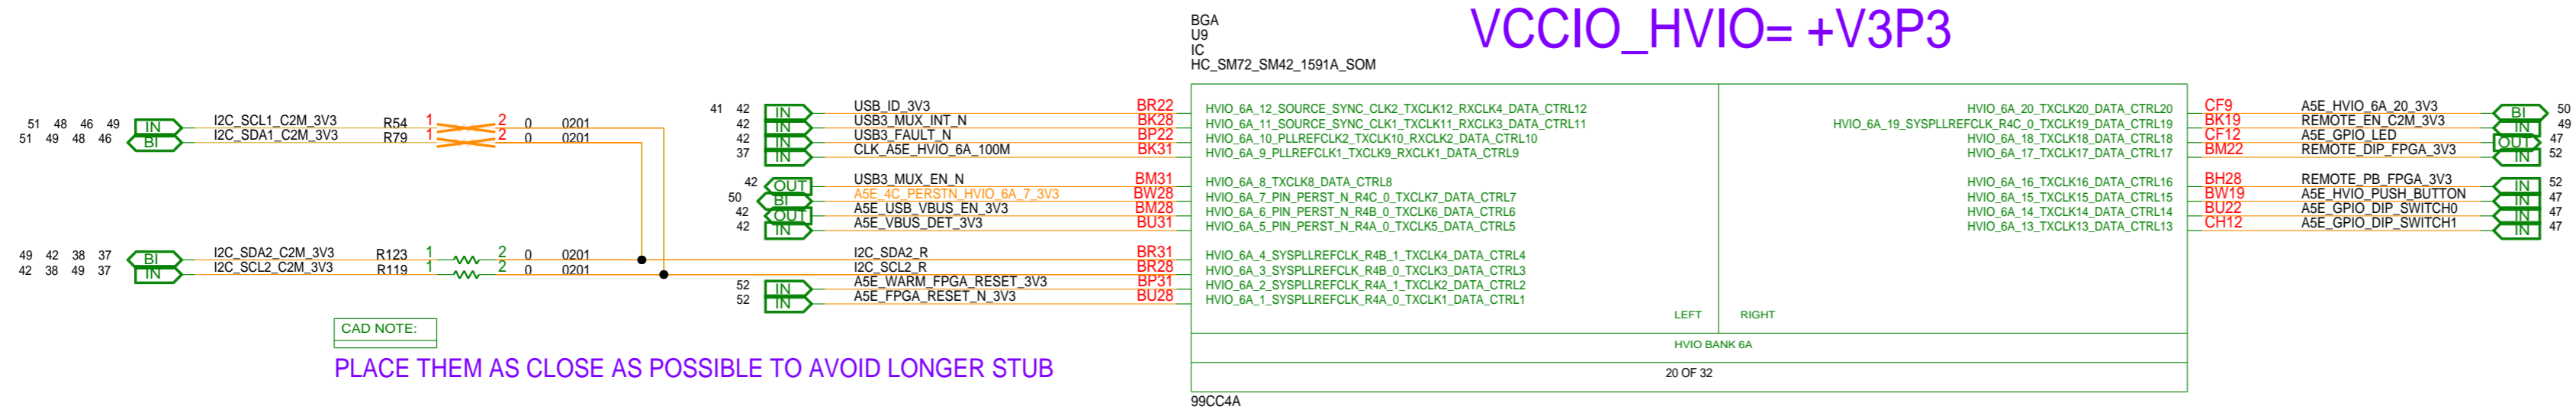 BGA
U9
IC
HC_SM72_SM42_1591A_SOM
VCCIO_HVIO= +V3P3
51 48 46 49 IN I2C_SCL1_C2M_3V3 R54 1 2 0 0201
51 49 48 46 BI I2C_SDA1_C2M_3V3 R79 1 2 0 0201
49 42 38 37 BI I2C_SDA2_C2M_3V3 R123 1 2 0 0201
42 38 49 37 IN I2C_SCL2_C2M_3V3 R119 1 2 0 0201
41 42 IN USB_ID_3V3 BR22 HVIO_6A_12_SOURCE_SYNC_CLK2_TXCLK12_RXCLK4_DATA_CTRL12
42 IN USB3_MUX_INT_N BK28 HVIO_6A_11_SOURCE_SYNC_CLK1_TXCLK11_RXCLK3_DATA_CTRL11
42 IN USB3_FAULT_N BP22 HVIO_6A_10_PLLREFCLK2_TXCLK10_RXCLK2_DATA_CTRL10
37 IN CLK_A5E_HVIO_6A_100M BK31 HVIO_6A_9_PLLREFCLK1_TXCLK9_RXCLK1_DATA_CTRL9
42 OUT USB3_MUX_EN_N BM31 HVIO_6A_8_TXCLK8_DATA_CTRL8
50 BI A5E_4C_PERSTN_HVIO_6A_7_3V3 BW28 HVIO_6A_7_PIN_PERST_N_R4C_0_TXCLK7_DATA_CTRL7
42 OUT A5E_USB_VBUS_EN_3V3 BM28 HVIO_6A_6_PIN_PERST_N_R4B_0_TXCLK6_DATA_CTRL6
42 IN A5E_VBUS_DET_3V3 BU31 HVIO_6A_5_PIN_PERST_N_R4A_0_TXCLK5_DATA_CTRL5
I2C_SDA2_R BR31 HVIO_6A_4_SYSPLLREFCLK_R4B_1_TXCLK4_DATA_CTRL4
I2C_SCL2_R BR28 HVIO_6A_3_SYSPLLREFCLK_R4B_0_TXCLK3_DATA_CTRL3
52 IN A5E_WARM_FPGA_RESET_3V3 BP31 HVIO_6A_2_SYSPLLREFCLK_R4A_1_TXCLK2_DATA_CTRL2
52 IN A5E_FPGA_RESET_N_3V3 BU28 HVIO_6A_1_SYSPLLREFCLK_R4A_0_TXCLK1_DATA_CTRL1
HVIO_6A_20_TXCLK20_DATA_CTRL20 CF9 A5E_HVIO_6A_20_3V3 BI 50
HVIO_6A_19_SYSPLLREFCLK_R4C_0_TXCLK19_DATA_CTRL19 BK19 REMOTE_EN_C2M_3V3 IN 49
HVIO_6A_18_TXCLK18_DATA_CTRL18 CF12 A5E_GPIO_LED OUT 47
HVIO_6A_17_TXCLK17_DATA_CTRL17 BM22 REMOTE_DIP_FPGA_3V3 IN 52
HVIO_6A_16_TXCLK16_DATA_CTRL16 BH28 REMOTE_PB_FPGA_3V3 IN 52
HVIO_6A_15_TXCLK15_DATA_CTRL15 BW19 A5E_HVIO_PUSH_BUTTON IN 47
HVIO_6A_14_TXCLK14_DATA_CTRL14 BU22 A5E_GPIO_DIP_SWITCH0 IN 47
HVIO_6A_13_TXCLK13_DATA_CTRL13 CH12 A5E_GPIO_DIP_SWITCH1 IN 47
LEFT RIGHT
HVIO BANK 6A
20 OF 32
99CC4A
CAD NOTE:
PLACE THEM AS CLOSE AS POSSIBLE TO AVOID LONGER STUB